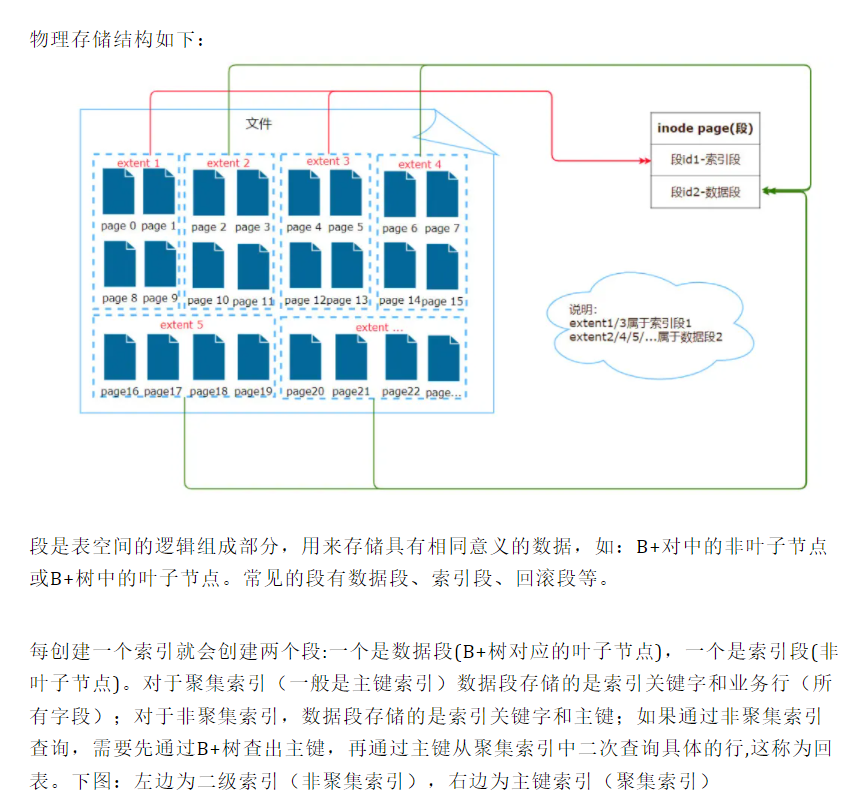 物理存储结构如下：
文件
inode page(段)
段id1-索引段
段id2-数据段
extent 1
extent 2
extent 3
extent 4
page 0 page 1
page 2 page 3
page 4 page 5
page 6 page 7
page 8 page 9
page 10 page 11
page 12 page 13
page 14 page 15
extent 5
extent ...
page16 page17 page18 page19
page20 page21 page22 page...
说明：
extent1/3属于索引段1
extent2/4/5/...属于数据段2
段是表空间的逻辑组成部分，用来存储具有相同意义的数据，如：B+对中的非叶子节点
或B+树中的叶子节点。常见的段有数据段、索引段、回滚段等。
每创建一个索引就会创建两个段:一个是数据段(B+树对应的叶子节点)，一个是索引段(非
叶子节点)。对于聚集索引（一般是主键索引）数据段存储的是索引关键字和业务行（所
有字段）；对于非聚集索引，数据段存储的是索引关键字和主键；如果通过非聚集索引
查询，需要先通过B+树查出主键，再通过主键从聚集索引中二次查询具体的行,这称为回
表。下图：左边为二级索引（非聚集索引），右边为主键索引（聚集索引）